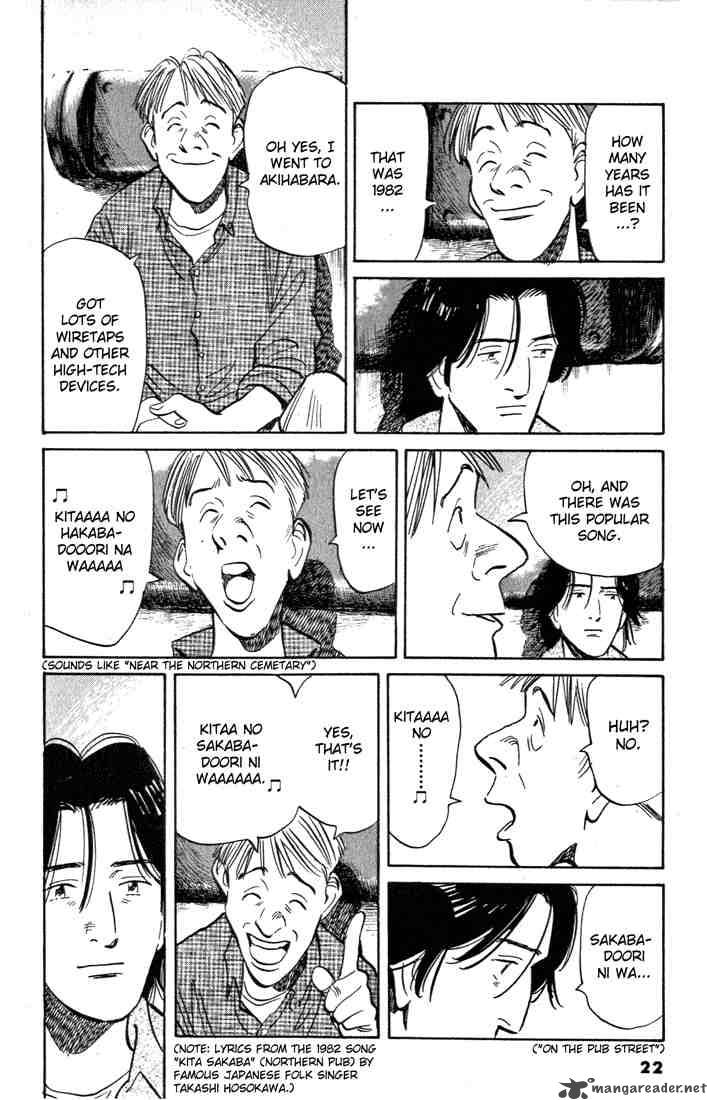 HOW
MANY
YEARS
HAS IT
BEEN
...?
THAT
WAS
1982
...
OH YES, I
WENT TO
AKIHABARA.
GOT
LOTS OF
WIRETAPS
AND OTHER
HIGH-TECH
DEVICES.
OH, AND
THERE WAS
THIS POPULAR
SONG.
LET'S
SEE
NOW
...
♫
KITAAAA NO
HAKABA-
DOOORI NA
WAAAAA
♫
(SOUNDS LIKE "NEAR THE NORTHERN CEMETARY")
HUH?
NO.
KITAAAA
NO
........
♫
SAKABA-
DOORI
NI WA...
("ON THE PUB STREET")
YES,
THAT'S
IT!!
KITAA NO
SAKABA-
DOORI NI
WAAAAAA.
♫
(NOTE: LYRICS FROM THE 1982 SONG
"KITA SAKABA" (NORTHERN PUB) BY
FAMOUS JAPANESE FOLK SINGER
TAKASHI HOSOKAWA.)
22
mangareader.net